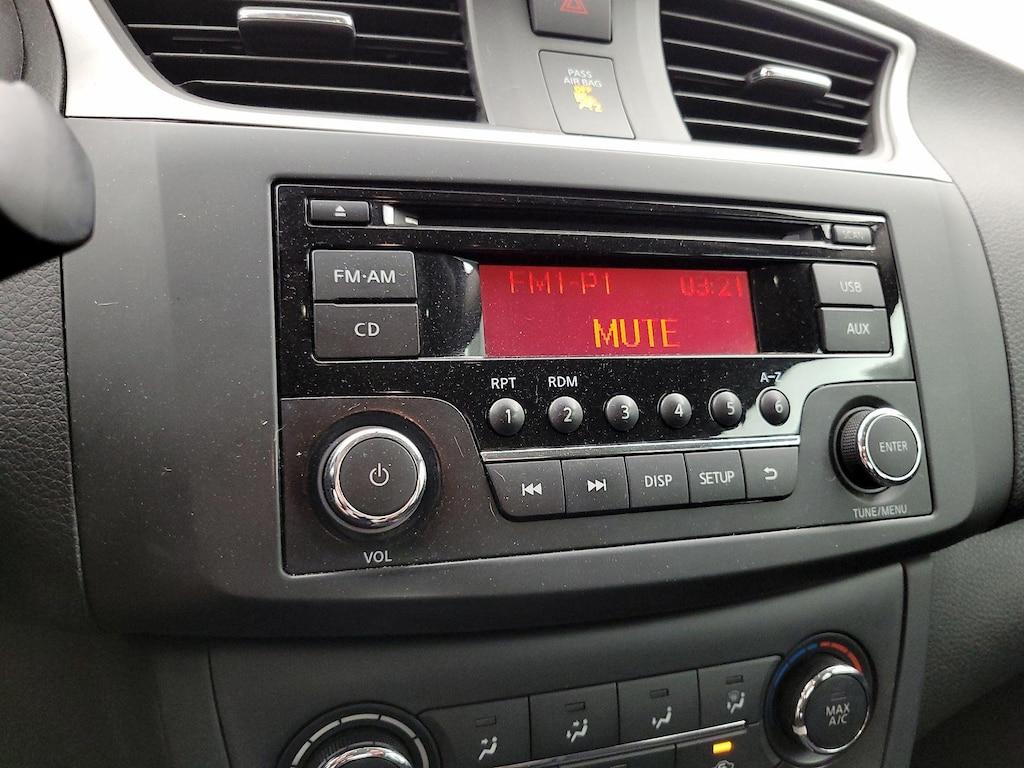 PASS
AIR BAG
FM·AM
CD
FM1-P1 03:21
MUTE
USB
AUX
RPT RDM A-Z
1 2 3 4 5 6
DISP SETUP
ENTER
TUNE/MENU
VOL
MAX
A/C